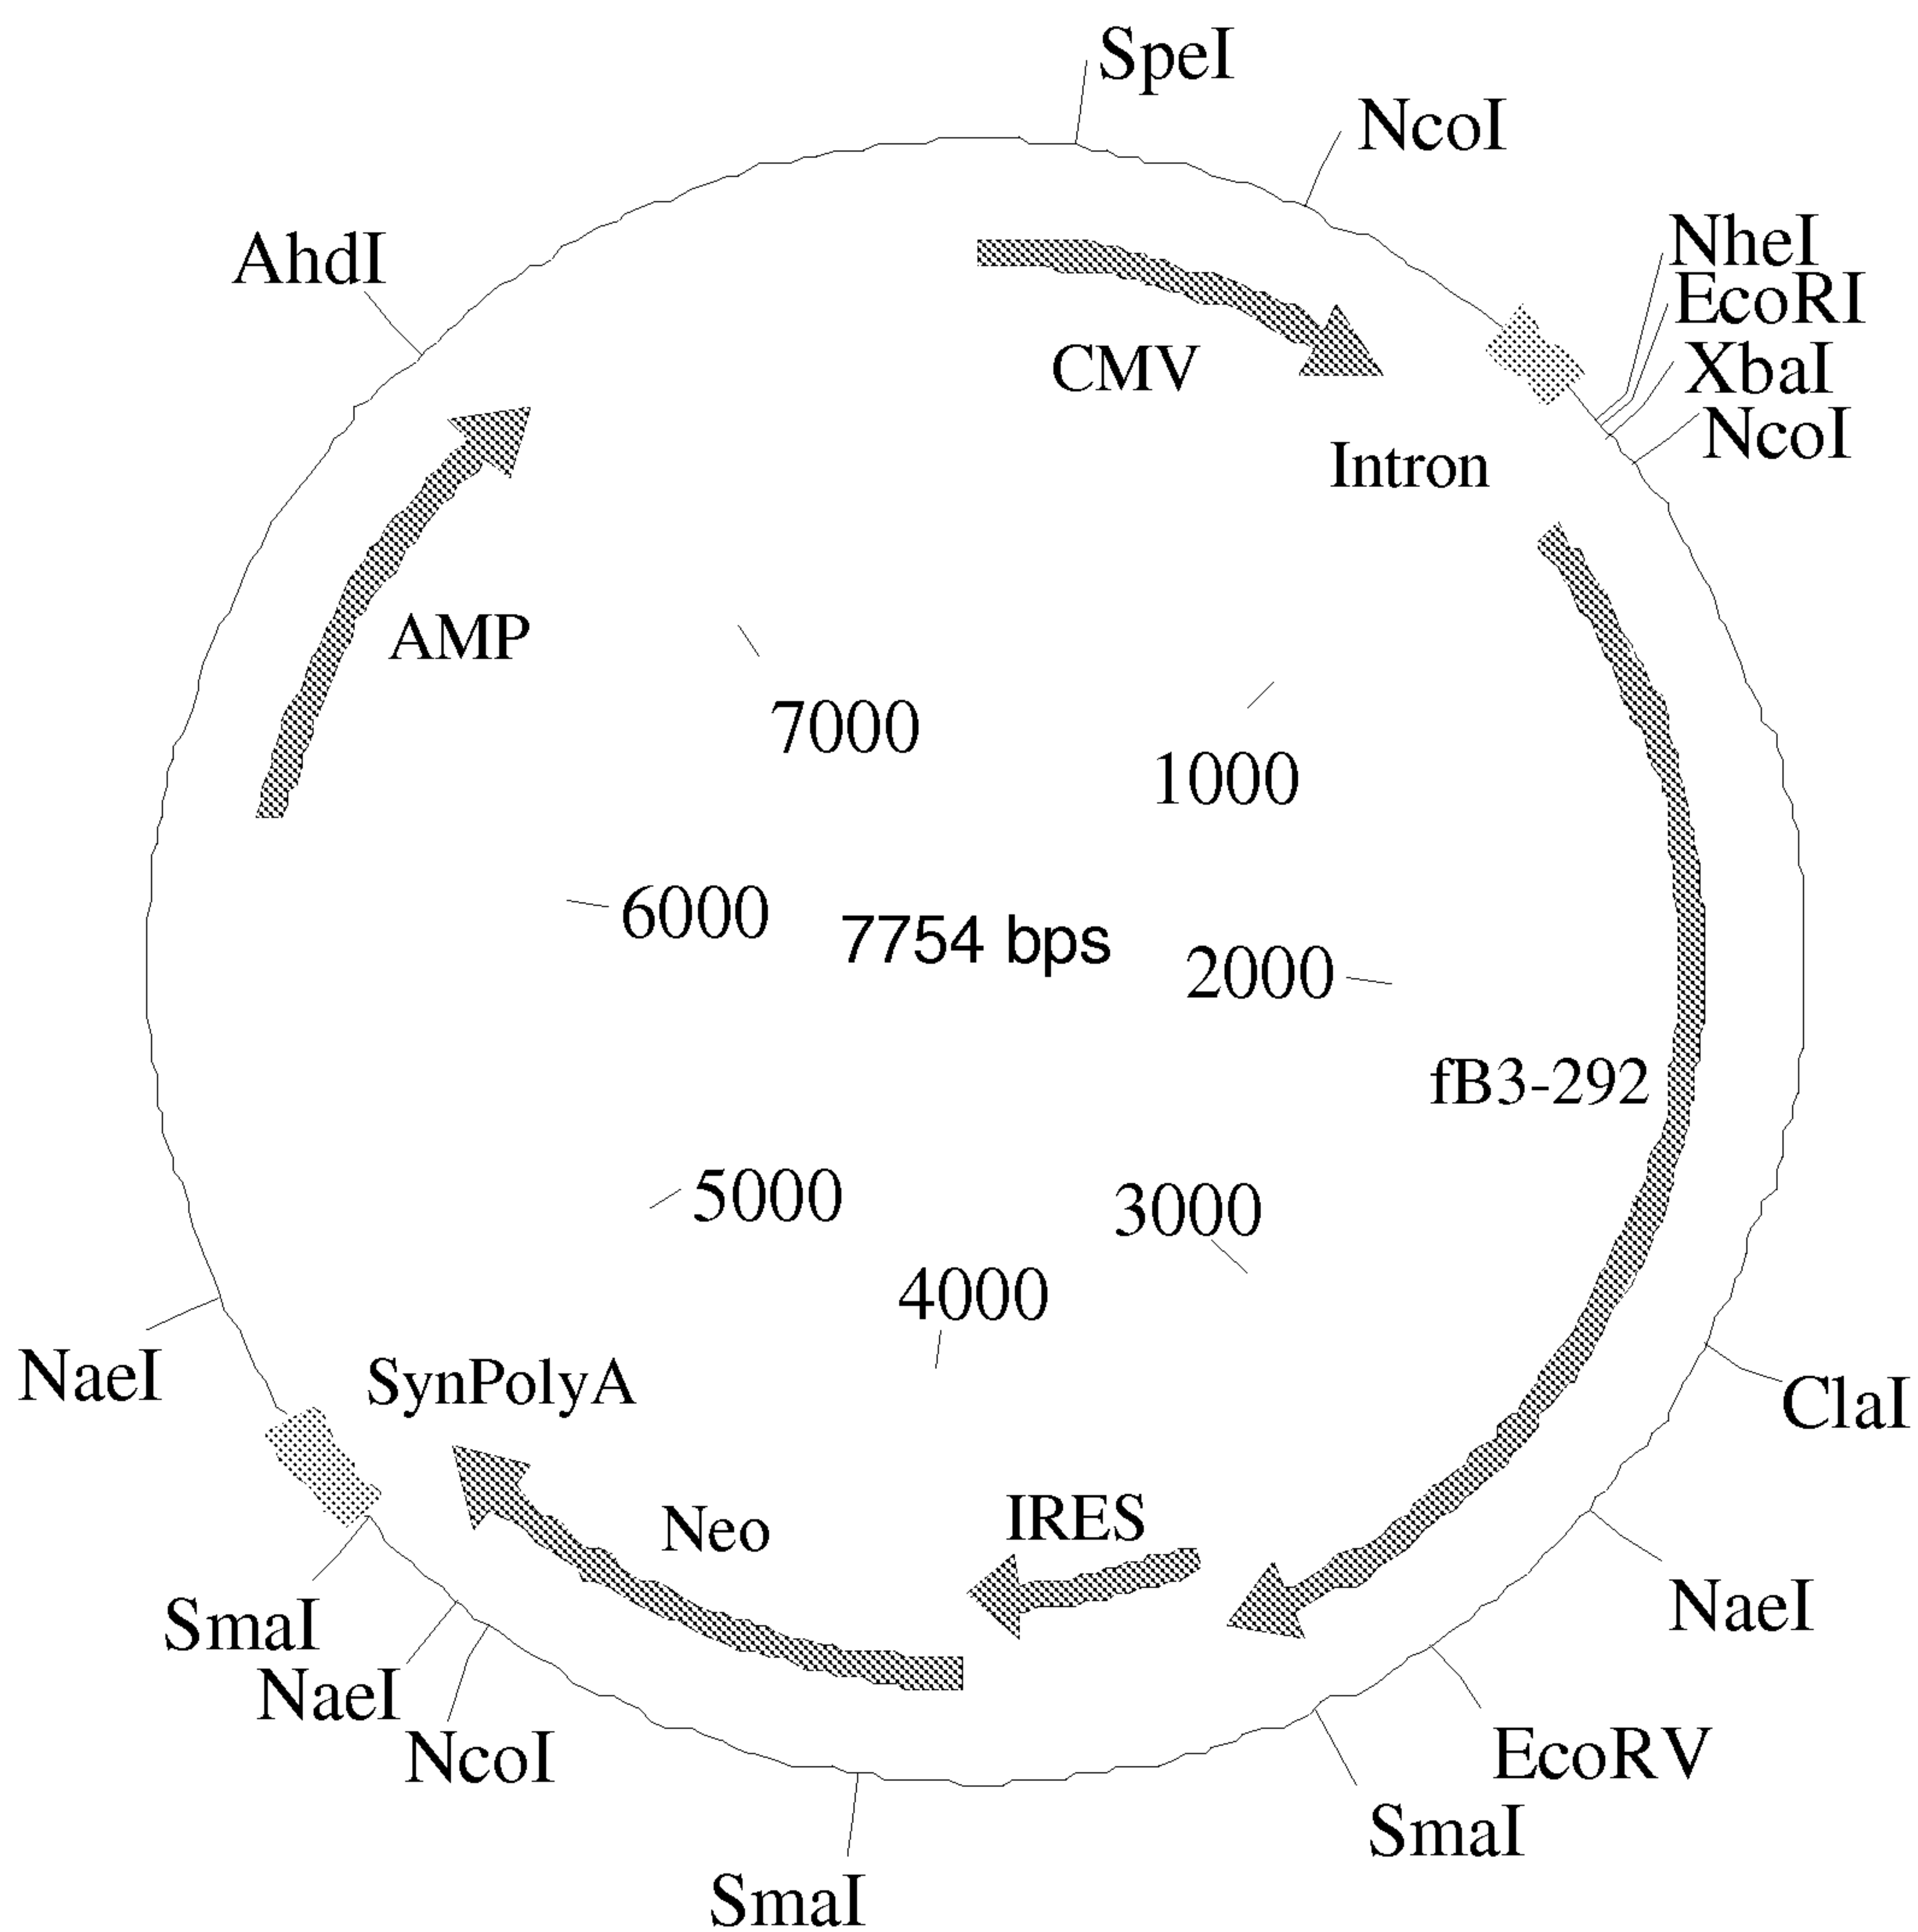 SpeI
NcoI
NheI
EcoRI
XbaI
NcoI
AhdI
CMV
Intron
AMP
7000
1000
6000
7754 bps
2000
fB3-292
5000
3000
4000
NaeI
SynPolyA
ClaI
IRES
Neo
NaeI
SmaI
NaeI
NcoI
EcoRV
SmaI
SmaI